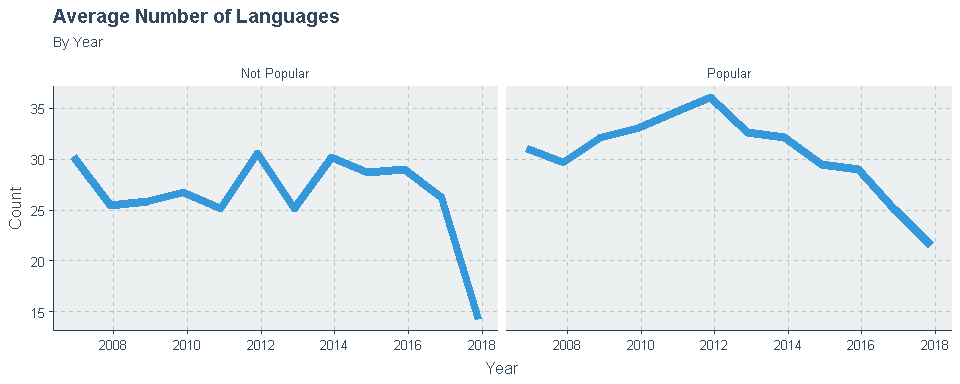 Average Number of Languages
By Year
Not Popular
Popular
Count
35
30
25
20
15
2008 2010 2012 2014 2016 2018
2008 2010 2012 2014 2016 2018
Year